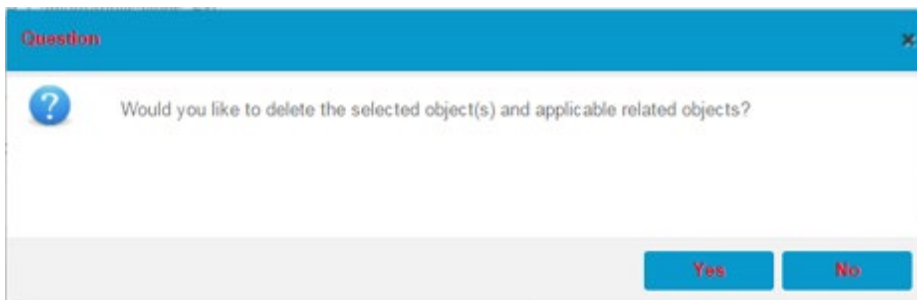 Question
Would you like to delete the selected object(s) and applicable related objects?
Yes
No